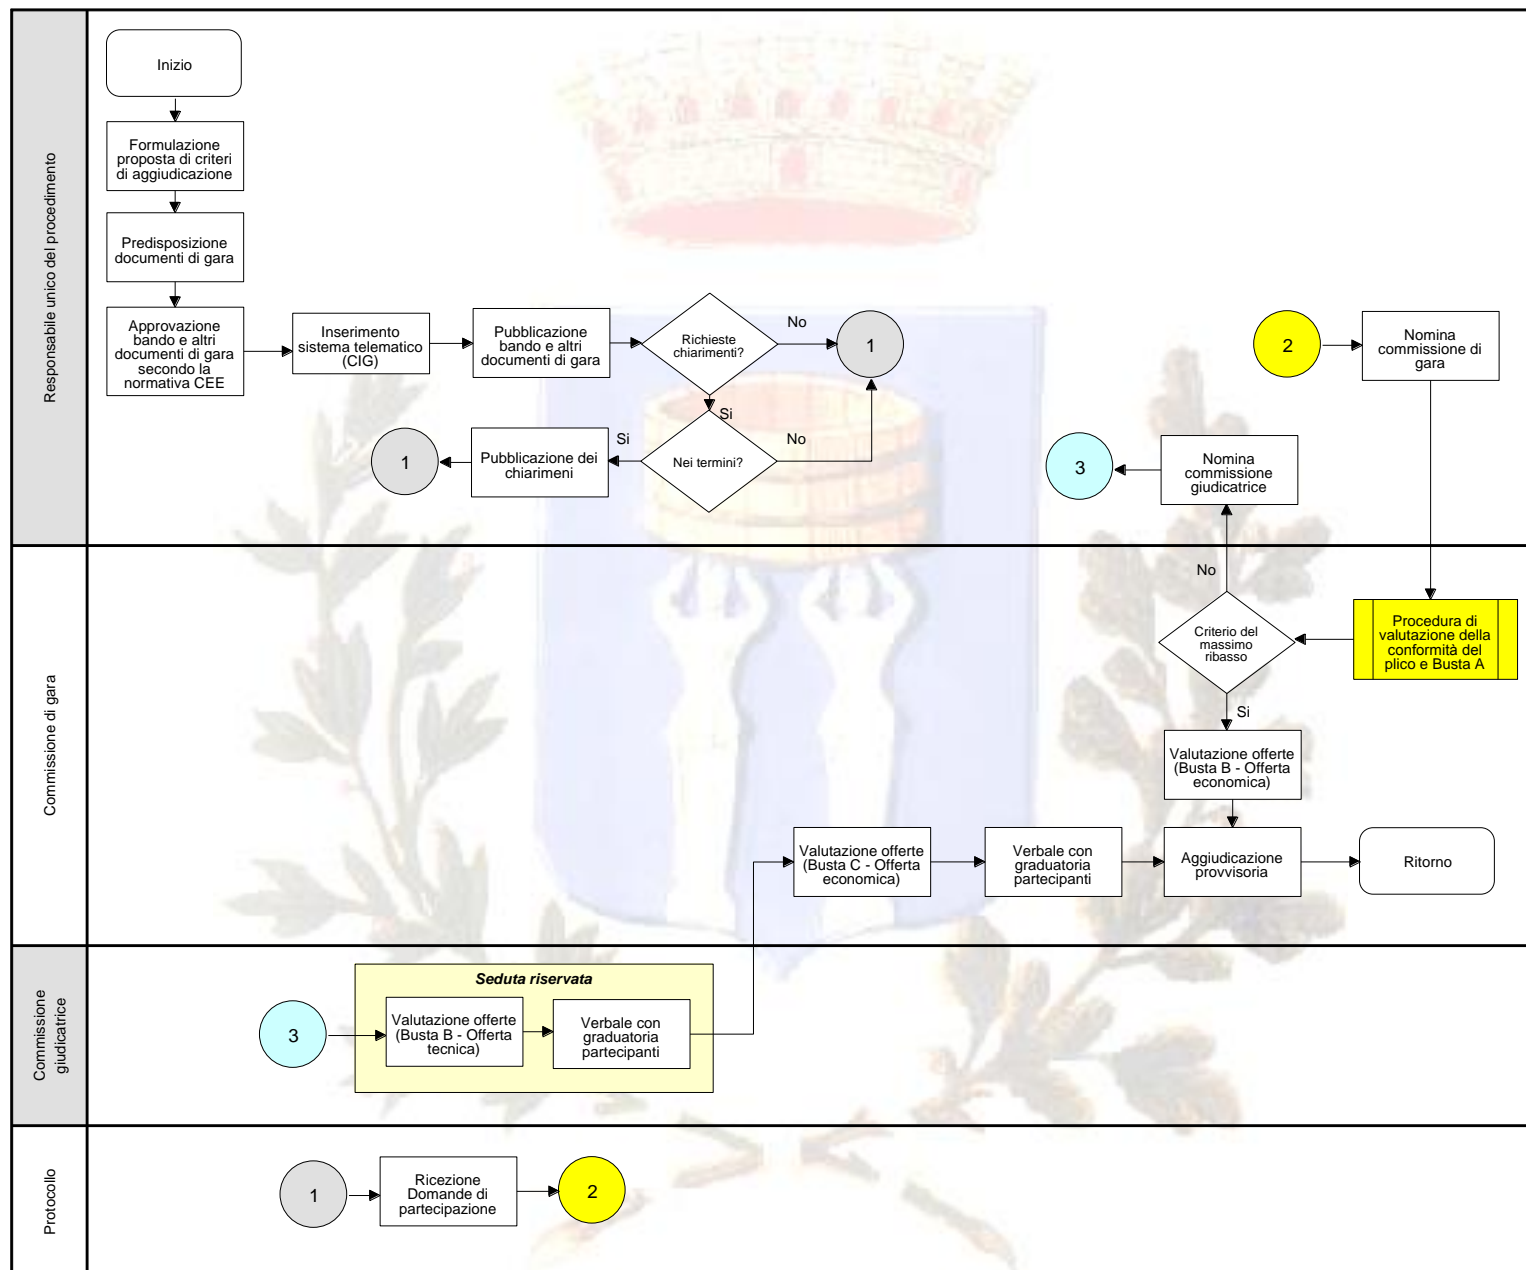 Responsabile unico del procedimento
Inizio
Formulazione
proposta di criteri
di aggiudicazione
Predisposizione
documenti di gara
Approvazione
bando e altri
documenti di gara
secondo la
normativa CEE
Inserimento
sistema telematico
(CIG)
Pubblicazione
bando e altri
documenti di gara
Richieste
chiarimenti?
No
1
Si
Nei termini?
No
Si
Pubblicazione dei
chiarimeni
1
2
Nomina
commissione di
gara
Nomina
commissione
giudicatrice
3
Commissione di gara
No
Criterio del
massimo
ribasso
Procedura di
valutazione della
conformità del
plico e Busta A
Si
Valutazione offerte
(Busta B - Offerta
economica)
Valutazione offerte
(Busta C - Offerta
economica)
Verbale con
graduatoria
partecipanti
Aggiudicazione
provvisoria
Ritorno
Commissione
giudicatrice
Seduta riservata
3
Valutazione offerte
(Busta B - Offerta
tecnica)
Verbale con
graduatoria
partecipanti
Protocollo
1
Ricezione
Domande di
partecipazione
2